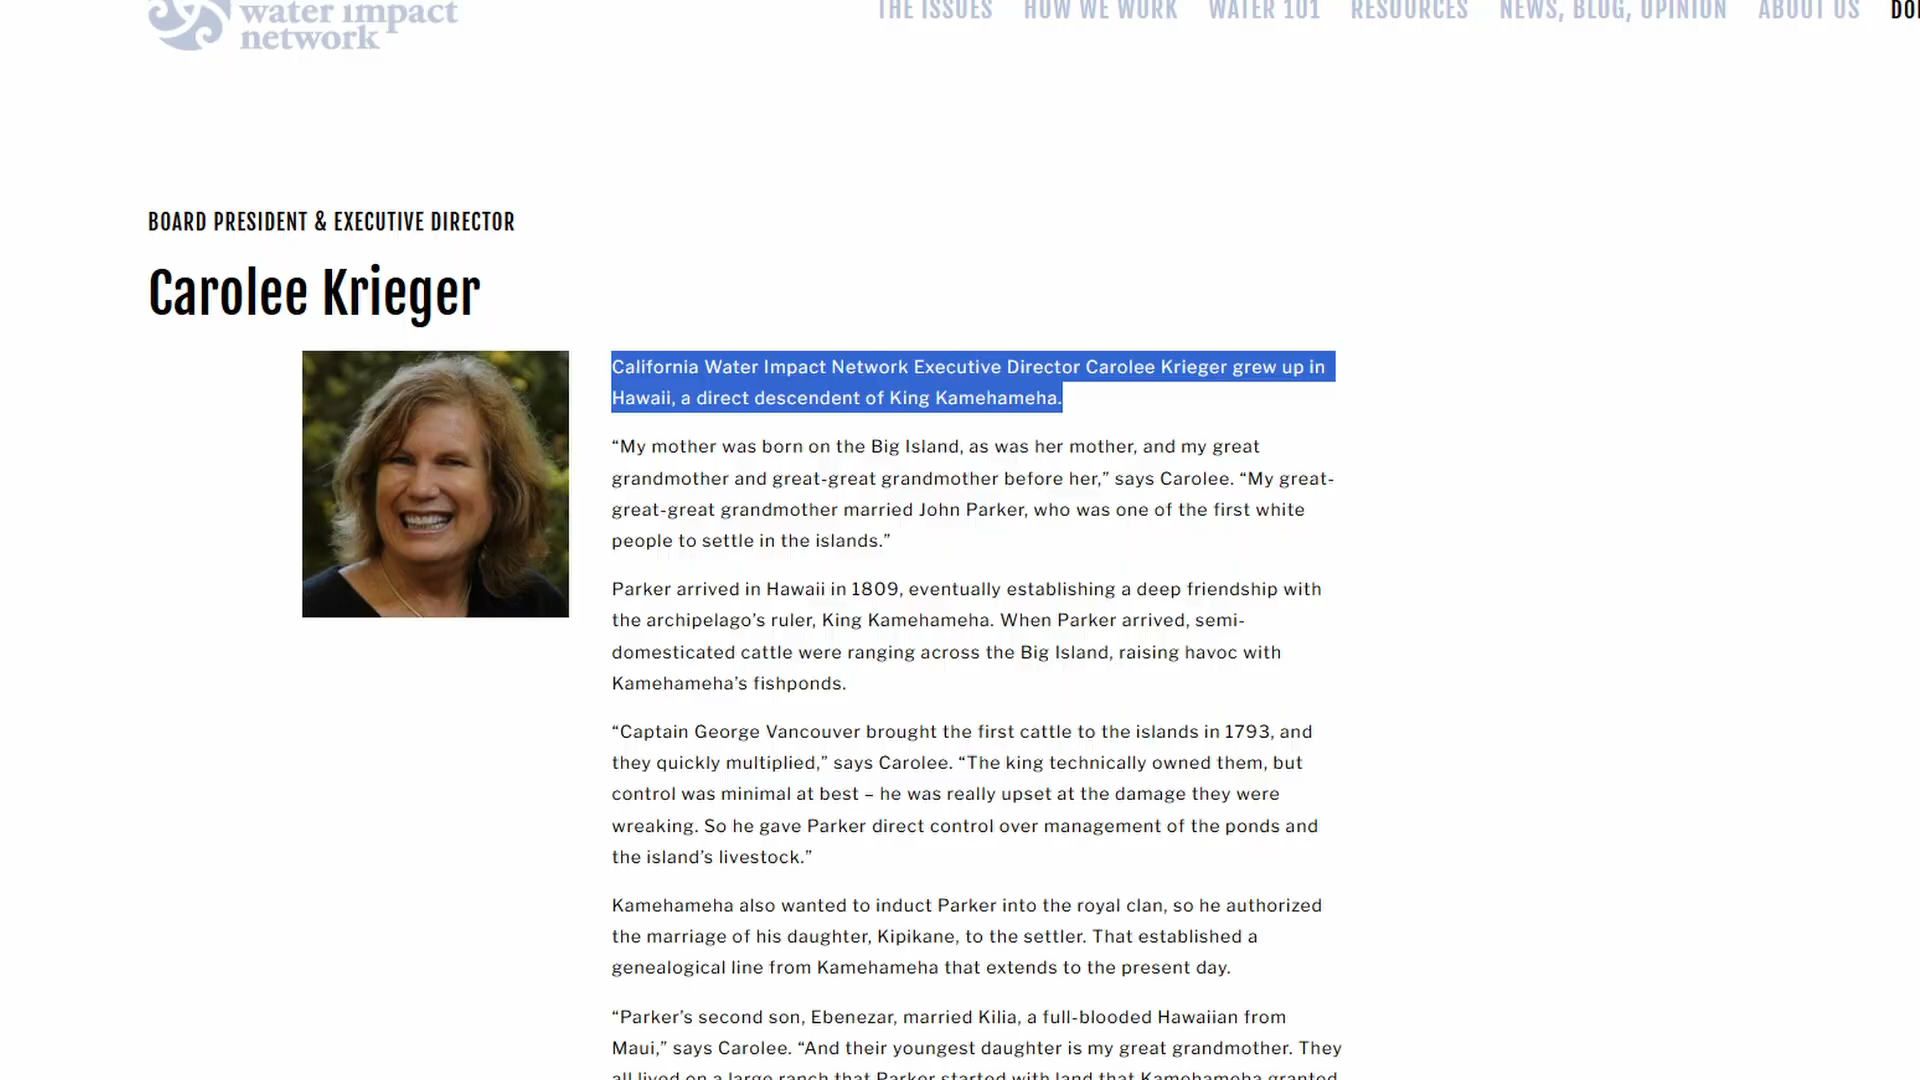 water impact
network
THE ISSUES HOW WE WORK WATER 101 RESOURCES NEWS, BLOG, OPINION ABOUT US
BOARD PRESIDENT & EXECUTIVE DIRECTOR
Carolee Krieger
California Water Impact Network Executive Director Carolee Krieger grew up in
Hawaii, a direct descendent of King Kamehameha.
“My mother was born on the Big Island, as was her mother, and my great
grandmother and great-great grandmother before her,” says Carolee. “My great-
great-great grandmother married John Parker, who was one of the first white
people to settle in the islands.”
Parker arrived in Hawaii in 1809, eventually establishing a deep friendship with
the archipelago’s ruler, King Kamehameha. When Parker arrived, semi-
domesticated cattle were ranging across the Big Island, raising havoc with
Kamehameha’s fishponds.
“Captain George Vancouver brought the first cattle to the islands in 1793, and
they quickly multiplied,” says Carolee. “The king technically owned them, but
control was minimal at best – he was really upset at the damage they were
wreaking. So he gave Parker direct control over management of the ponds and
the island’s livestock.”
Kamehameha also wanted to induct Parker into the royal clan, so he authorized
the marriage of his daughter, Kipikane, to the settler. That established a
genealogical line from Kamehameha that extends to the present day.
“Parker’s second son, Ebenezar, married Kilia, a full-blooded Hawaiian from
Maui,” says Carolee. “And their youngest daughter is my great grandmother. They
all lived on a large ranch that Parker started with land that Kamehameha granted